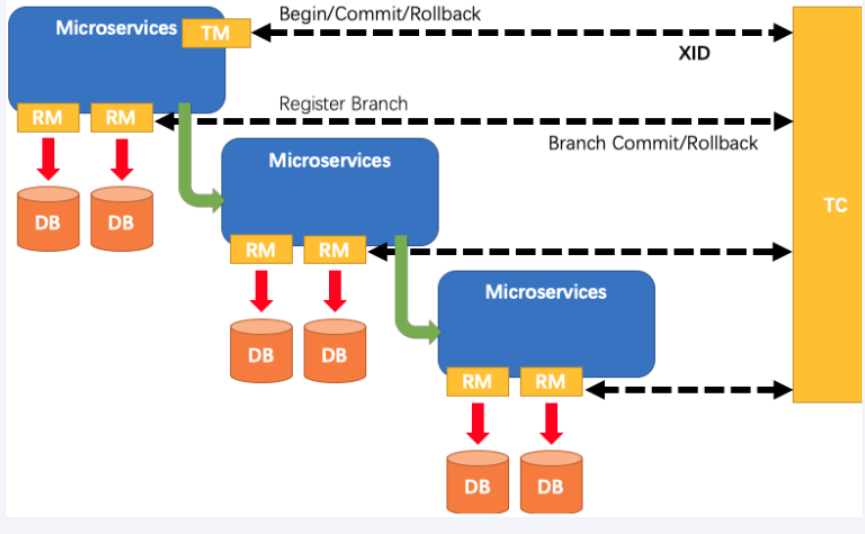 Begin/Commit/Rollback
Microservices
TM
XID
RM
RM
Register Branch
Branch Commit/Rollback
Microservices
DB
DB
TC
RM
RM
Microservices
DB
DB
RM
RM
DB
DB